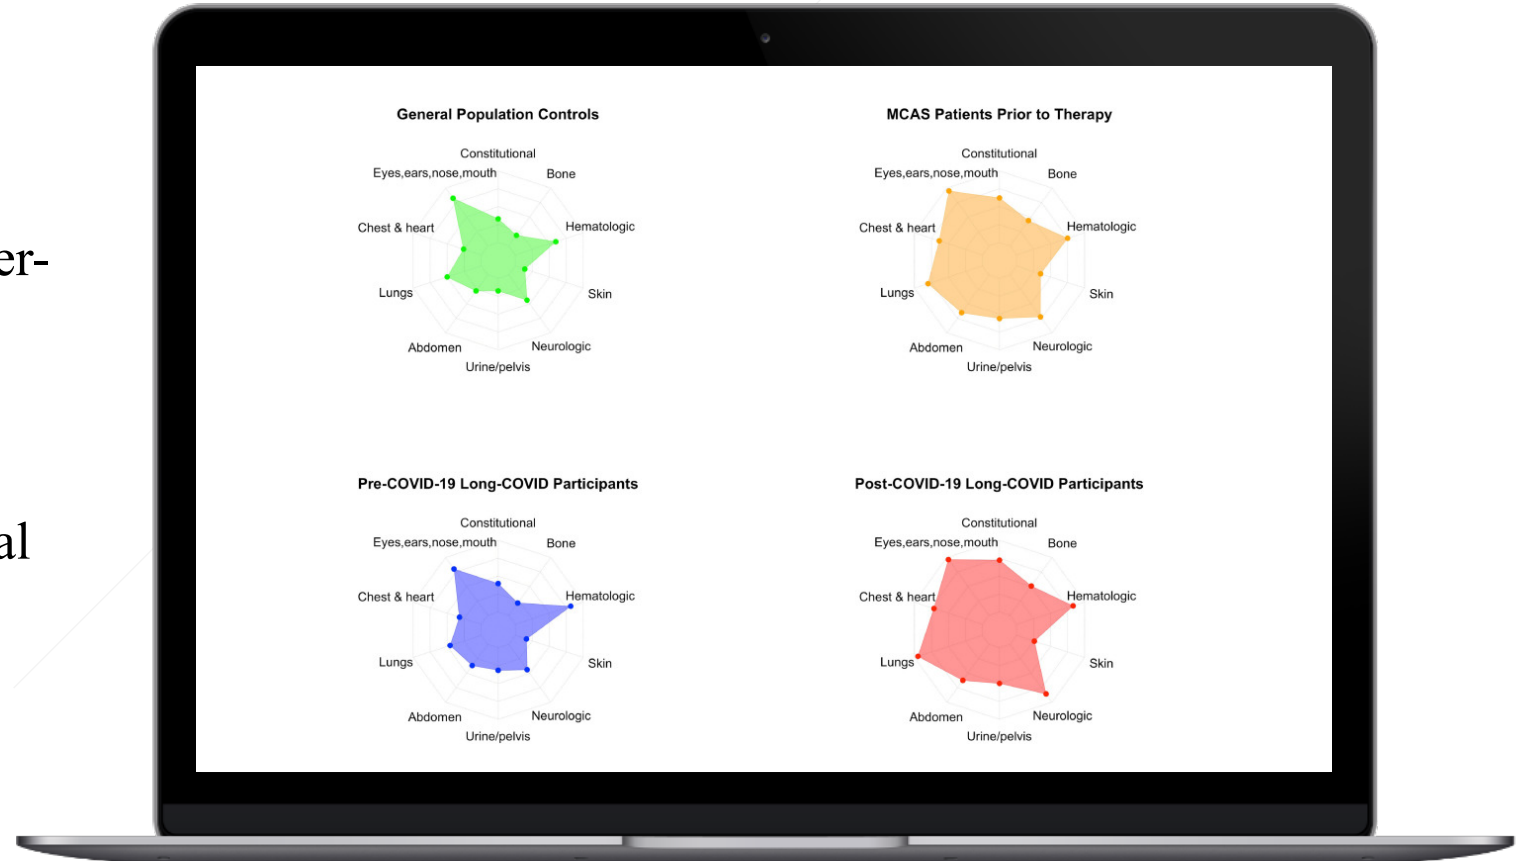 er-
al
General Population Controls
Constitutional
Eyes,ears,nose,mouth
Bone
Chest & heart
Hematologic
Lungs
Skin
Abdomen
Neurologic
Urine/pelvis
MCAS Patients Prior to Therapy
Constitutional
Eyes,ears,nose,mouth
Bone
Chest & heart
Hematologic
Lungs
Skin
Abdomen
Neurologic
Urine/pelvis
Pre-COVID-19 Long-COVID Participants
Constitutional
Eyes,ears,nose,mouth
Bone
Chest & heart
Hematologic
Lungs
Skin
Abdomen
Neurologic
Urine/pelvis
Post-COVID-19 Long-COVID Participants
Constitutional
Eyes,ears,nose,mouth
Bone
Chest & heart
Hematologic
Lungs
Skin
Abdomen
Neurologic
Urine/pelvis